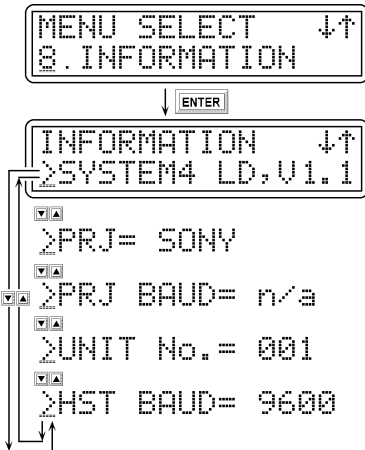 MENU SELECT ↓↑
8.INFORMATION
ENTER
INFORMATION ↓↑
>SYSTEM4 LD,V1.1
▼▲
>PRJ= SONY
▼▲
>PRJ BAUD= n/a
▼▲
▼▲
>UNIT No.= 001
▼▲
>HST BAUD= 9600